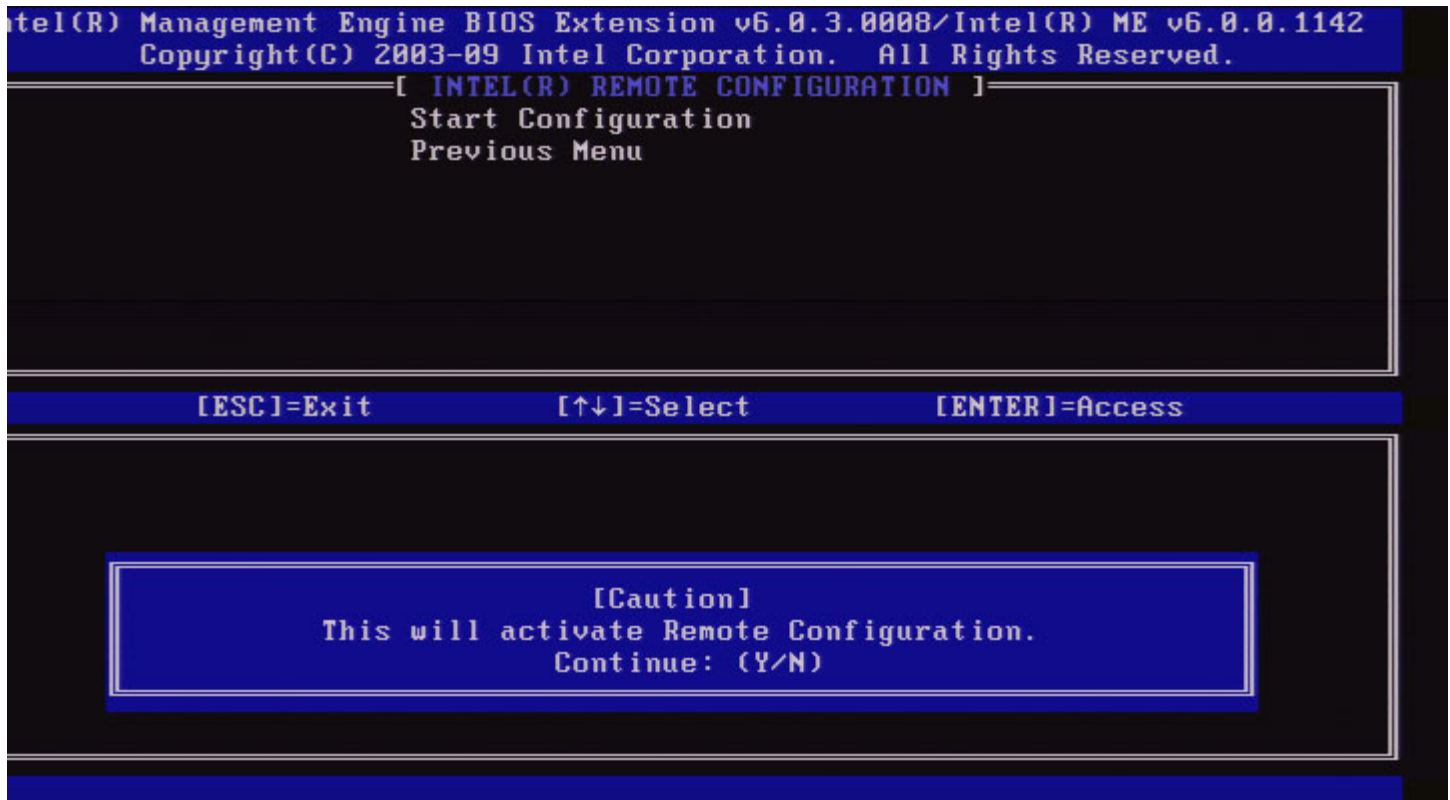 ntel(R) Management Engine BIOS Extension v6.0.3.0008/Intel(R) ME v6.0.0.1142
Copyright(C) 2003-09 Intel Corporation. All Rights Reserved.
[ INTEL(R) REMOTE CONFIGURATION ]
Start Configuration
Previous Menu
[ESC]=Exit [↑↓]=Select [ENTER]=Access
[Caution]
This will activate Remote Configuration.
Continue: (Y/N)